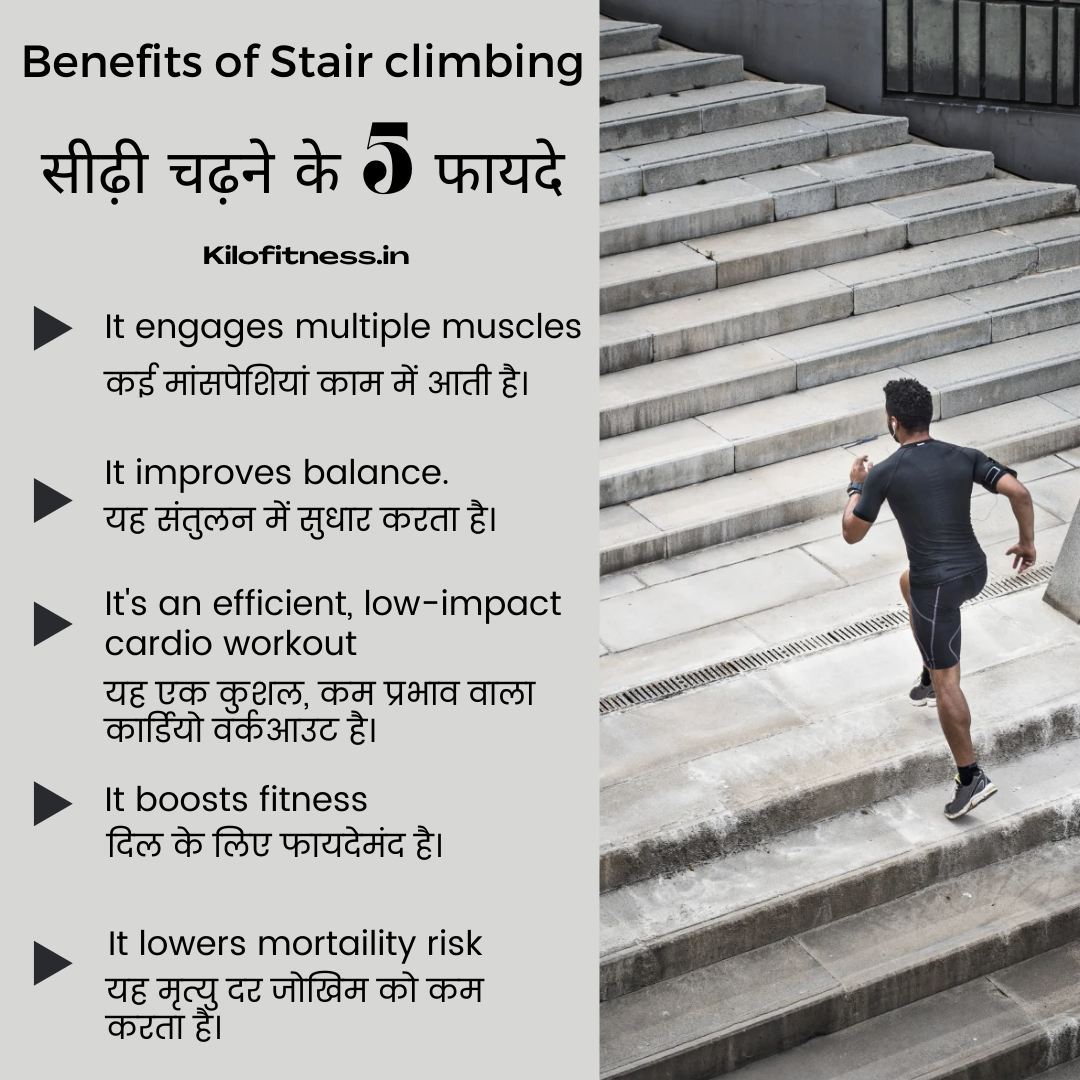 Benefits of Stair climbing
सीढ़ी चढ़ने के 5 फायदे
Kilofitness.in
It engages multiple muscles
कई मांसपेशियां काम में आती है।
It improves balance.
यह संतुलन में सुधार करता है।
It's an efficient, low-impact
cardio workout
यह एक कुशल, कम प्रभाव वाला
कार्डियो वर्कआउट है।
It boosts fitness
दिल के लिए फायदेमंद है।
It lowers mortaility risk
यह मृत्यु दर जोखिम को कम
करता है।